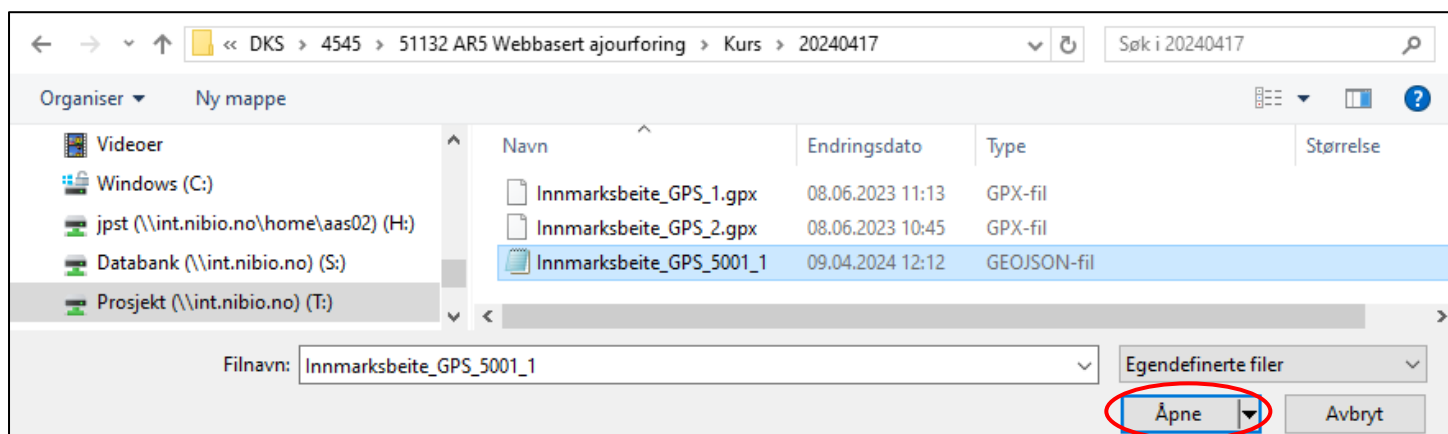 « DKS > 4545 > 51132 AR5 Webbasert ajourforing > Kurs > 20240417 Søk i 20240417
Organiser Ny mappe ?
Videoer
Windows (C:)
jpst (\\int.nibio.no\home\aas02) (H:)
Databank (\\int.nibio.no) (S:)
Prosjekt (\\int.nibio.no) (T:)
Navn Endringsdato Type Størrelse
Innmarksbeite_GPS_1.gpx 08.06.2023 11:13 GPX-fil
Innmarksbeite_GPS_2.gpx 08.06.2023 10:45 GPX-fil
Innmarksbeite_GPS_5001_1 09.04.2024 12:12 GEOJSON-fil
Filnavn: Innmarksbeite_GPS_5001_1 Egendefinerte filer
Åpne Avbryt